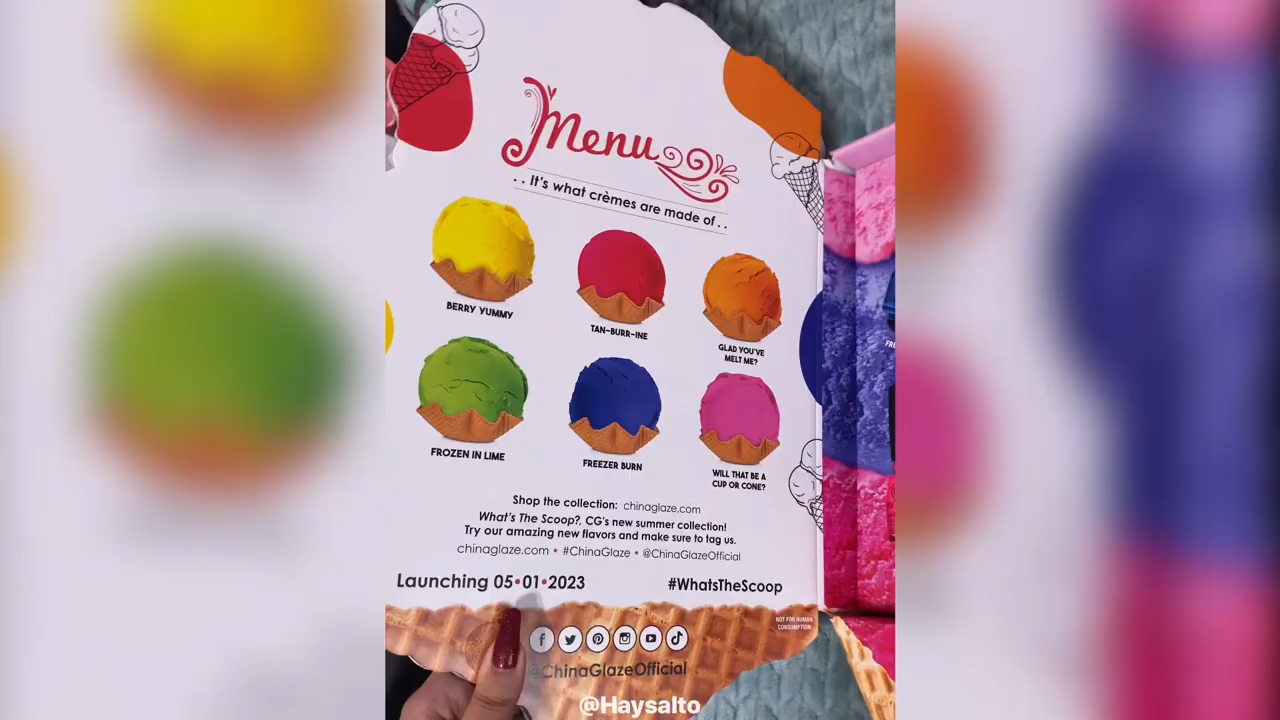 Menu
. . It's what crèmes are made of . .
BERRY YUMMY
TAN-BURR-INE
GLAD YOU'VE
MELT ME?
FROZEN IN LIME
FREEZER BURN
WILL THAT BE A
CUP OR CONE?
Shop the collection: chinaglaze.com
What's The Scoop?, CG's new summer collection!
Try our amazing new flavors and make sure to tag us.
chinaglaze.com • #ChinaGlaze • @ChinaGlazeOfficial
Launching 05•01•2023
#WhatsTheScoop
NOT FOR HUMAN
CONSUMPTION
@ChinaGlazeOfficial
@Haysalto